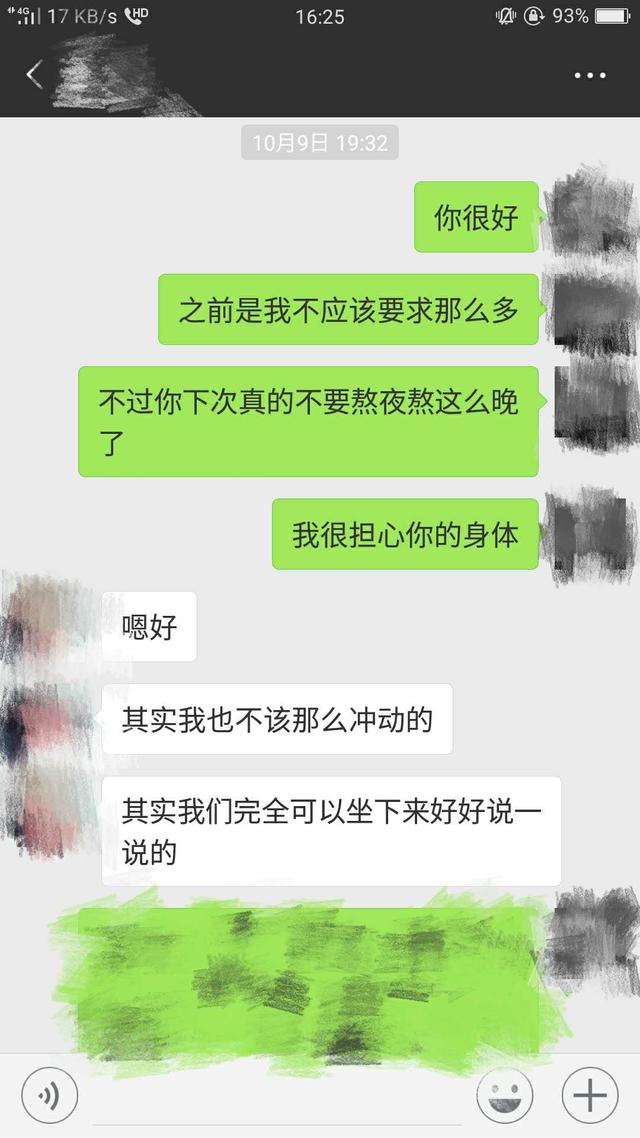 4G 17 KB/s HD 16:25 93%
10月9日 19:32
你很好
之前是我不应该要求那么多
不过你下次真的不要熬夜熬这么晚
了
我很担心你的身体
嗯好
其实我也不该那么冲动的
其实我们完全可以坐下来好好说一
说的